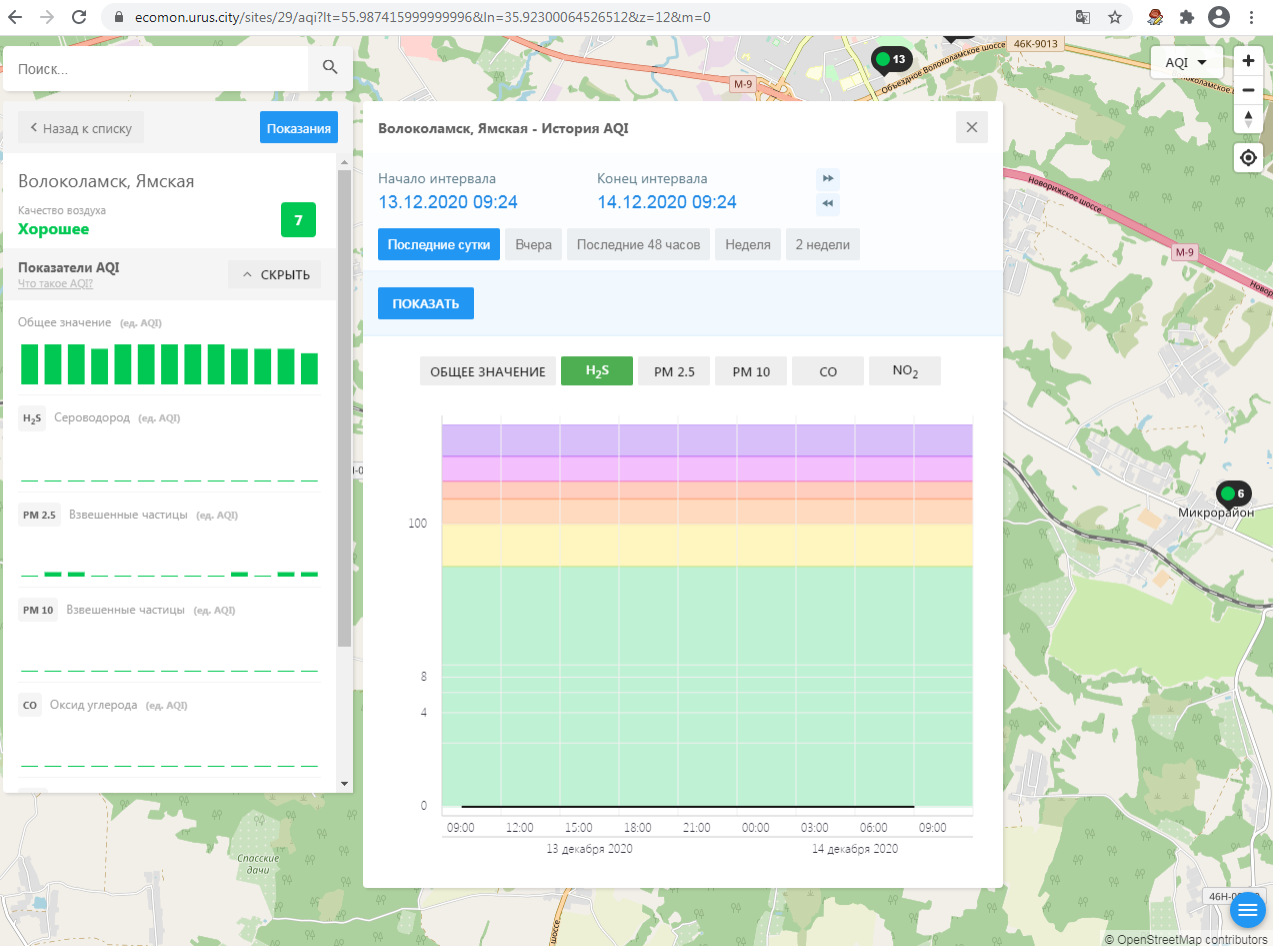 ecomon.urus.city/sites/29/aqi?lt=55.987415999999996&ln=35.92300064526512&z=12&m=0
Поиск...
46К-9013
13
Объездное Волоколамское шоссе
М-9
AQI
Назад к списку
Показания
Волоколамск, Ямская
Качество воздуха
Хорошее
7
Показатели AQI
Что такое AQI?
СКРЫТЬ
Общее значение (ед. AQI)
H2S Сероводород (ед. AQI)
PM 2.5 Взвешенные частицы (ед. AQI)
PM 10 Взвешенные частицы (ед. AQI)
CO Оксид углерода (ед. AQI)
Волоколамск, Ямская - История AQI
Начало интервала
Конец интервала
13.12.2020 09:24
14.12.2020 09:24
Последние сутки
Вчера
Последние 48 часов
Неделя
2 недели
ПОКАЗАТЬ
ОБЩЕЕ ЗНАЧЕНИЕ
H2S
PM 2.5
PM 10
CO
NO2
100
8
4
0
09:00 12:00 15:00 18:00 21:00 00:00 03:00 06:00 09:00
13 декабря 2020
14 декабря 2020
Новорижское шоссе
М-9
6
Микрорайон
Спасские
дачи
шоссе
© OpenStreetMap contributors